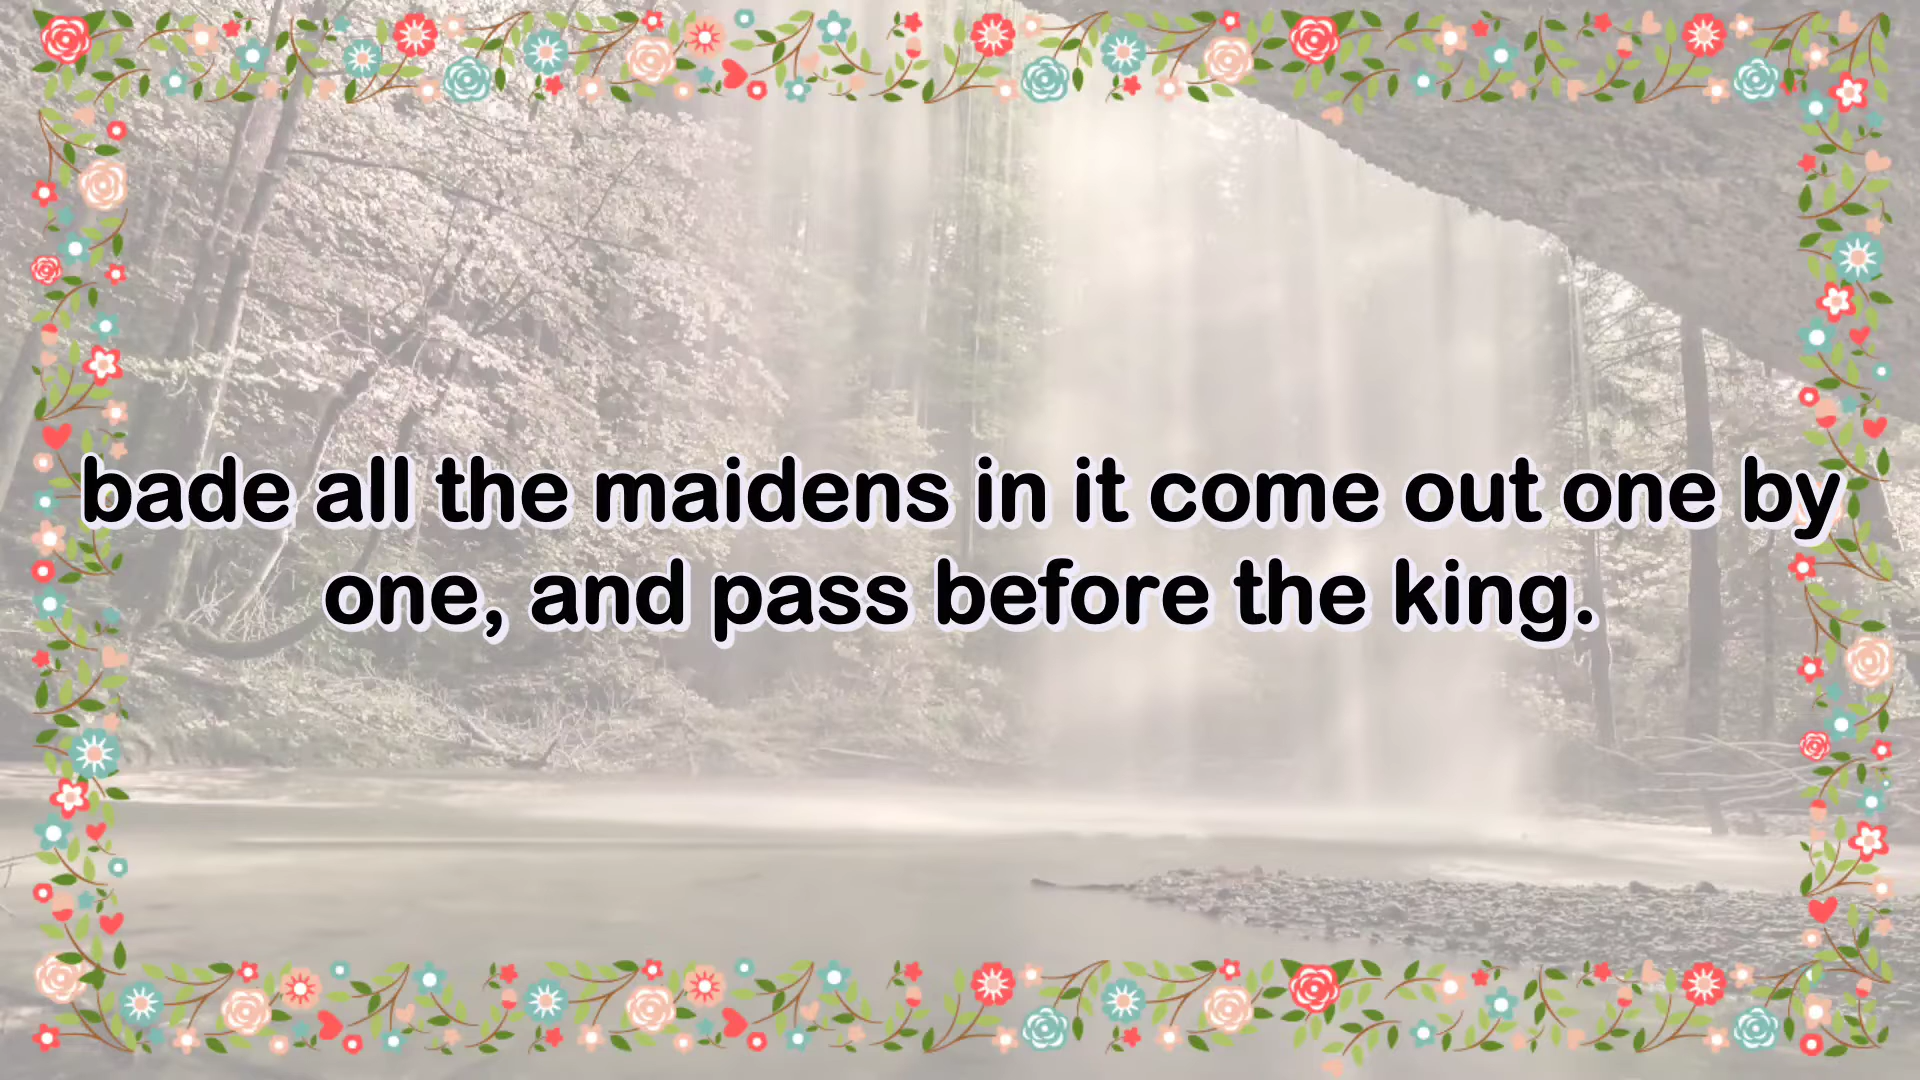 bade all the maidens in it come out one by
one, and pass before the king.